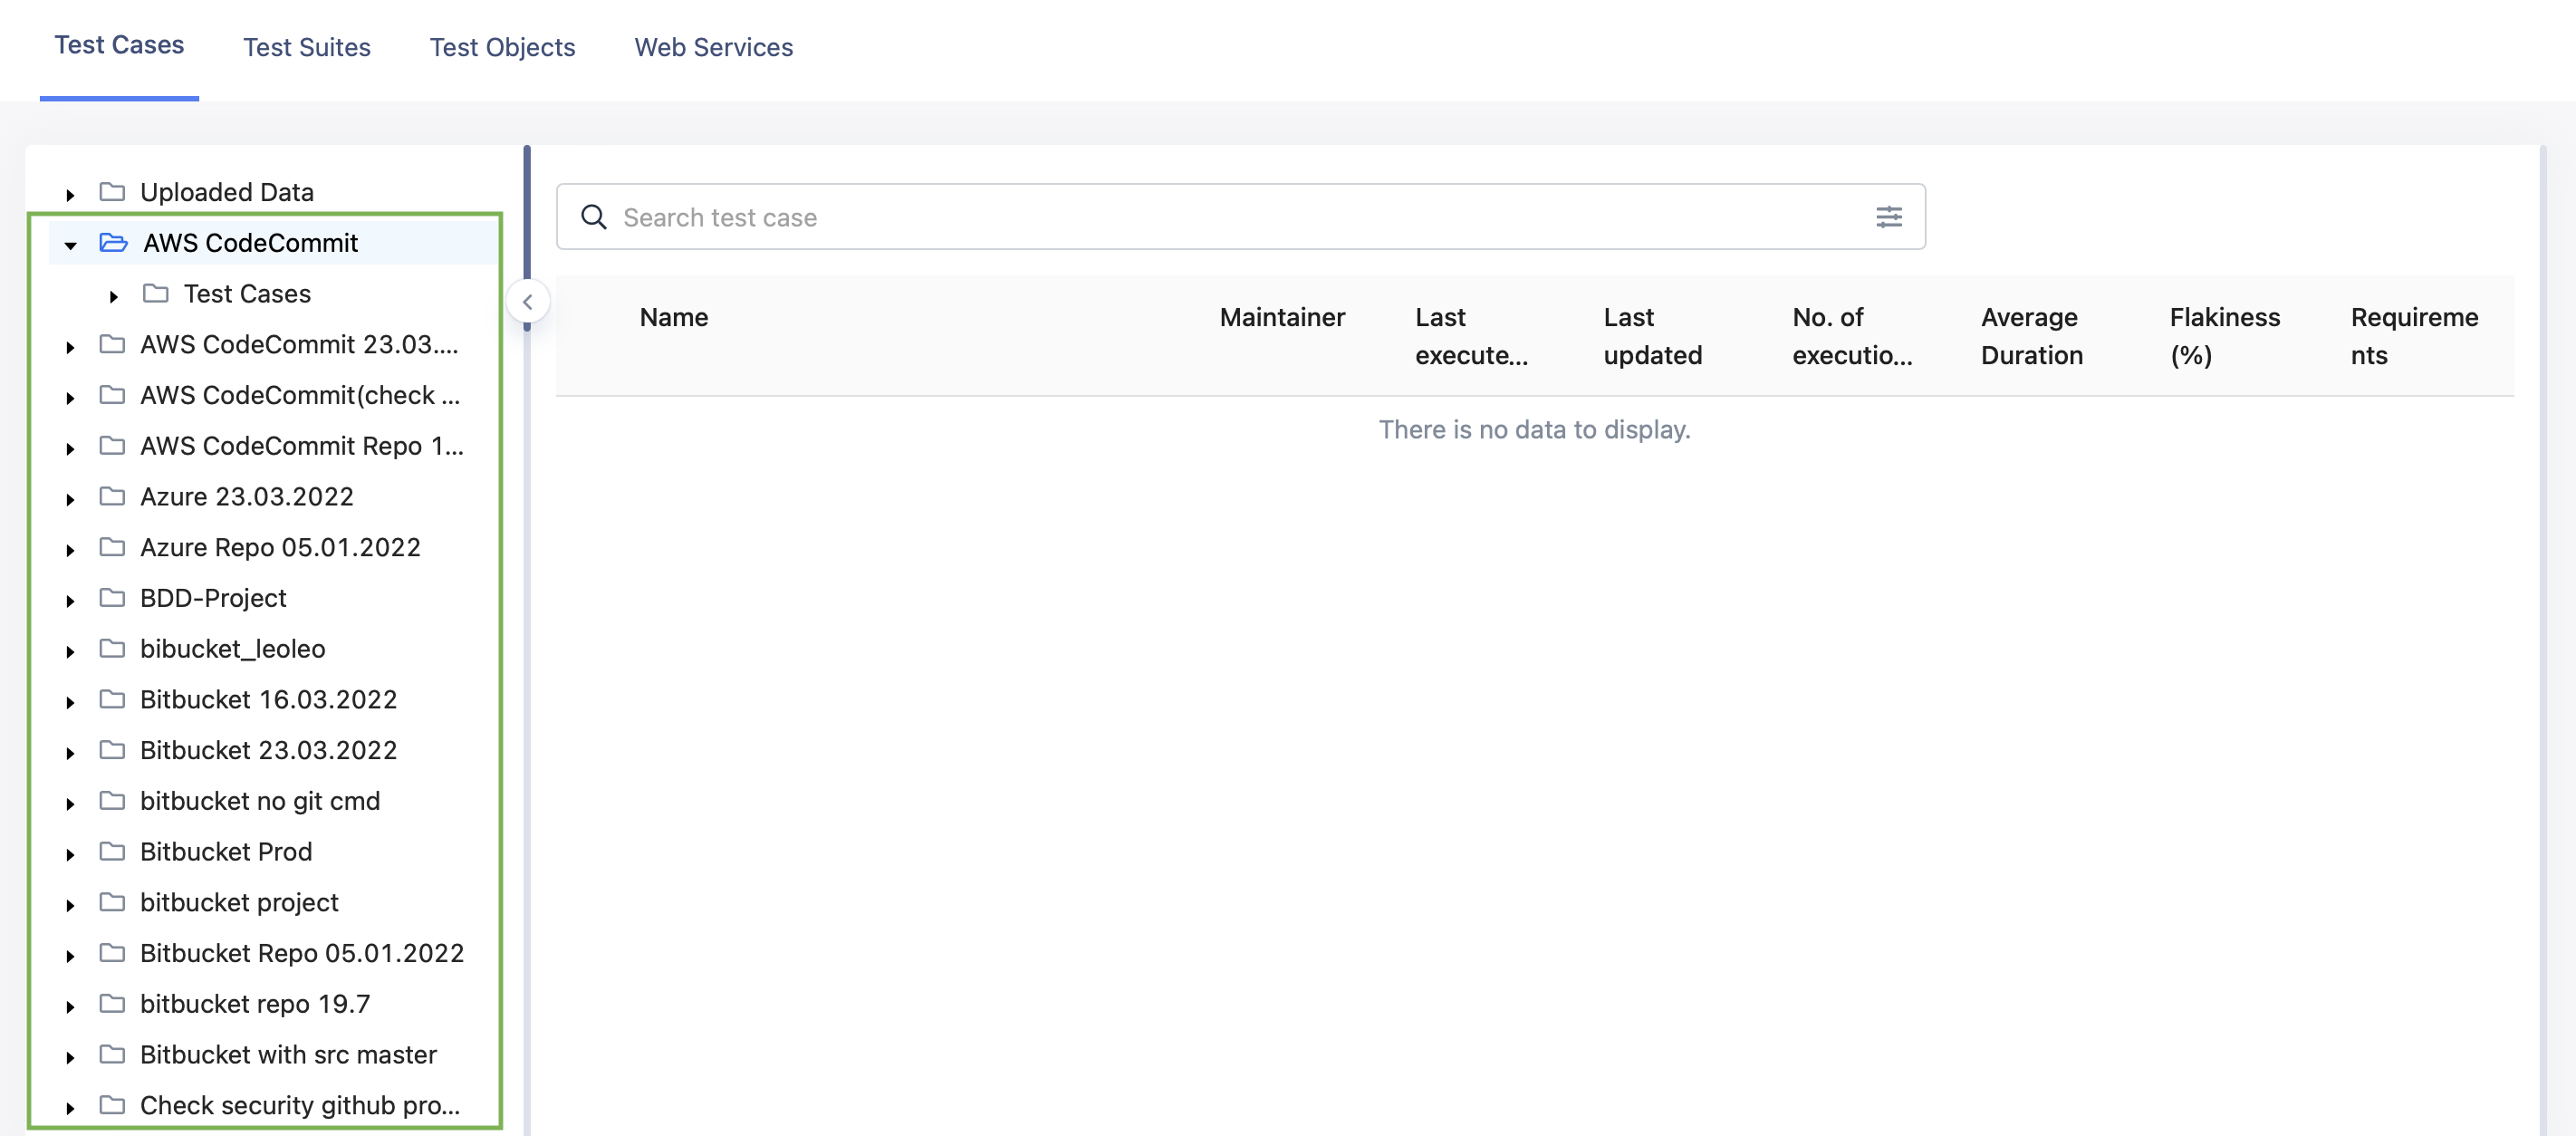 Test Cases
Test Suites
Test Objects
Web Services
Uploaded Data
AWS CodeCommit
Test Cases
AWS CodeCommit 23.03....
AWS CodeCommit(check ...
AWS CodeCommit Repo 1...
Azure 23.03.2022
Azure Repo 05.01.2022
BDD-Project
bibucket_leoleo
Bitbucket 16.03.2022
Bitbucket 23.03.2022
bitbucket no git cmd
Bitbucket Prod
bitbucket project
Bitbucket Repo 05.01.2022
bitbucket repo 19.7
Bitbucket with src master
Check security github pro...
Search test case
Name
Maintainer
Last
execute...
Last
updated
No. of
executio...
Average
Duration
Flakiness
(%)
Requireme
nts
There is no data to display.